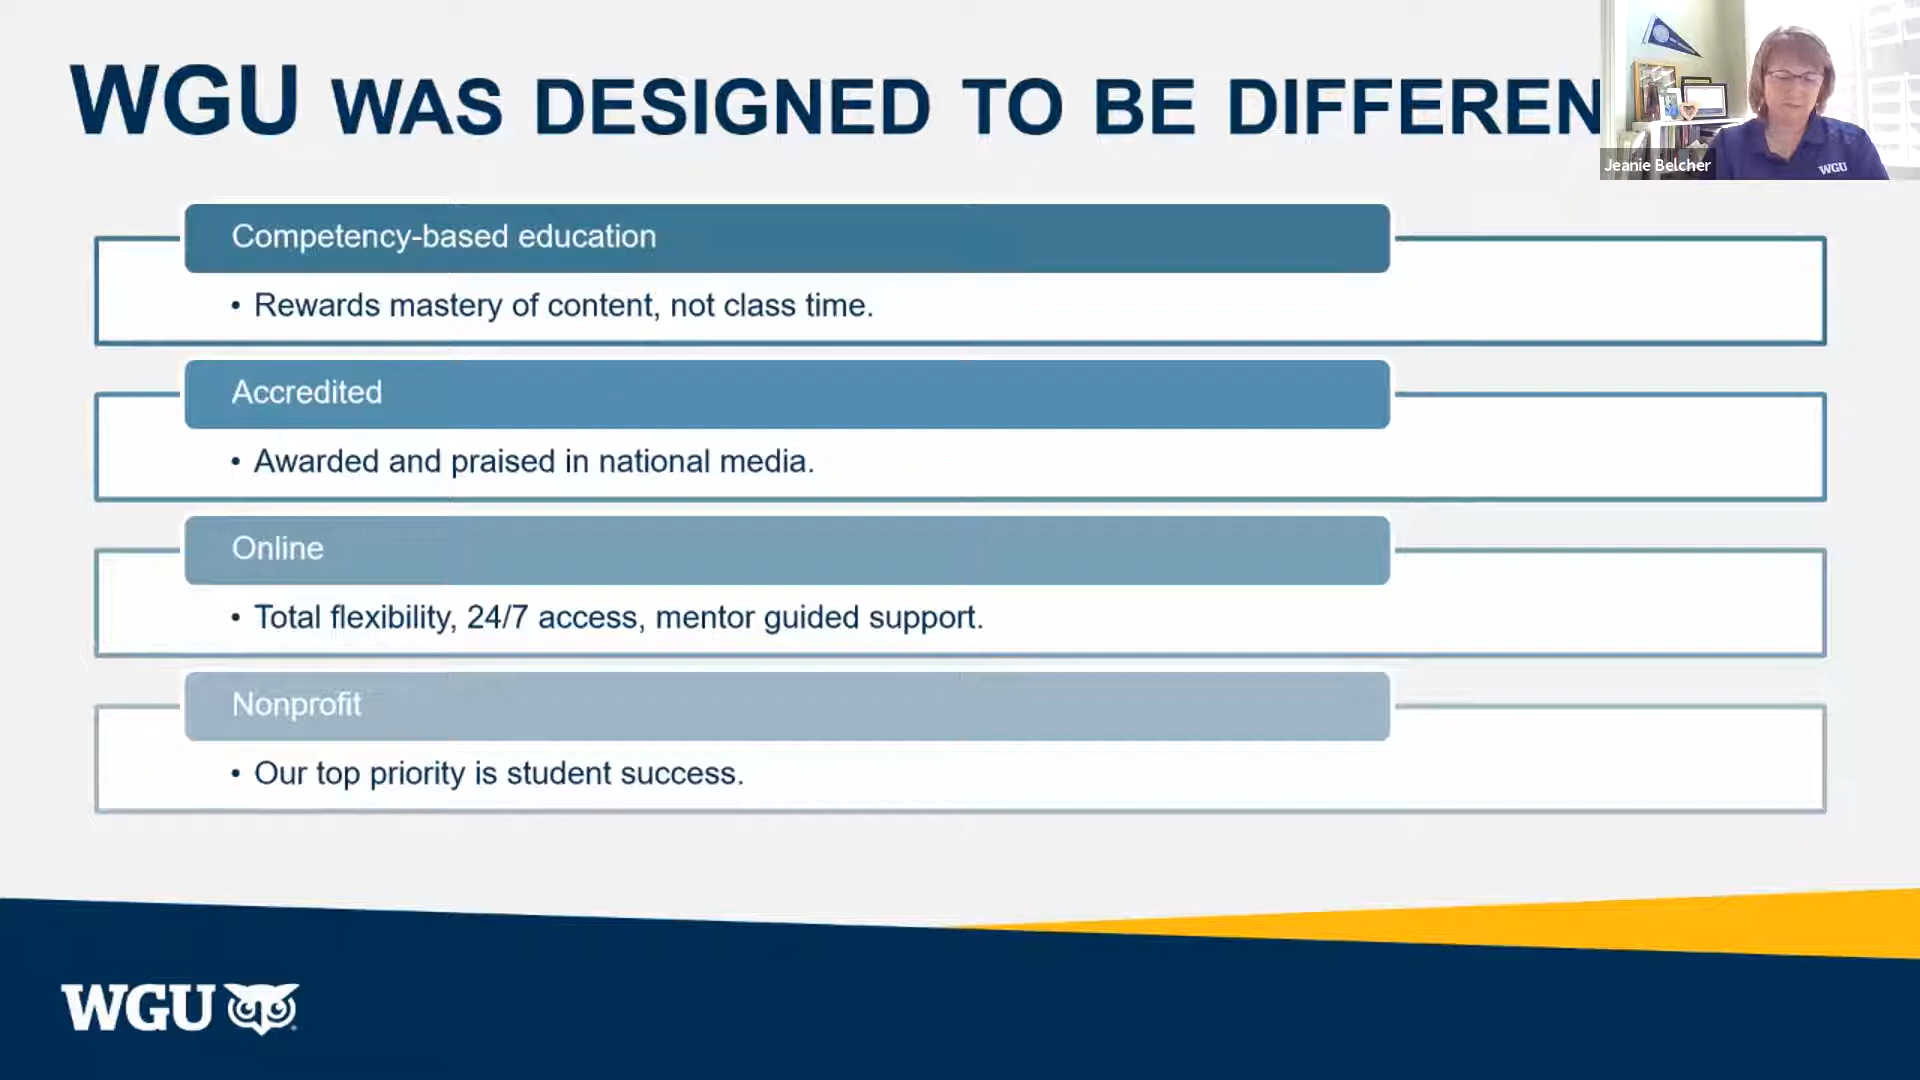 WGU WAS DESIGNED TO BE DIFFEREN
Jeanie Belcher
WGU
Competency-based education
• Rewards mastery of content, not class time.
Accredited
• Awarded and praised in national media.
Online
• Total flexibility, 24/7 access, mentor guided support.
Nonprofit
• Our top priority is student success.
WGU